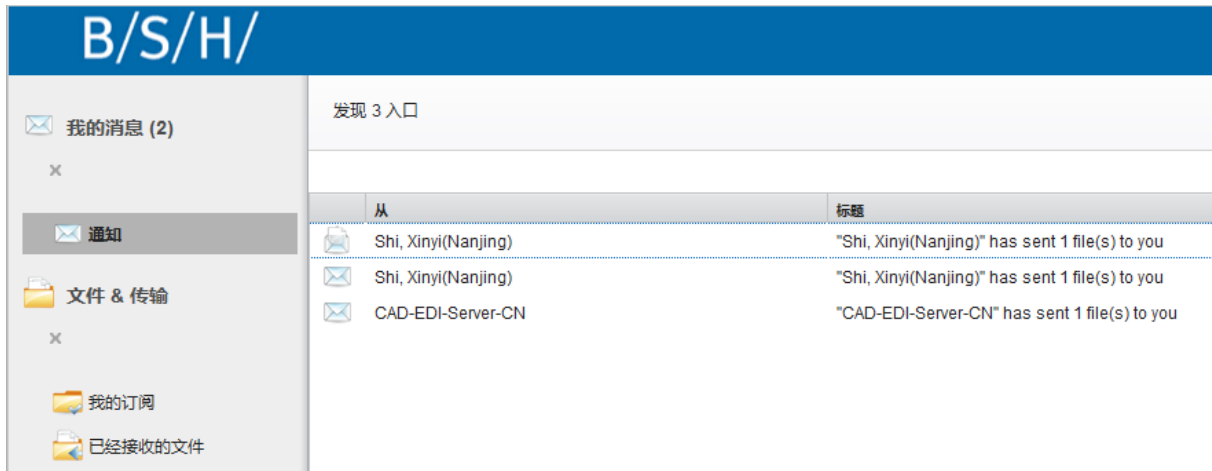 B/S/H/
我的消息 (2)
通知
文件 & 传输
我的订阅
已经接收的文件
发现 3 入口
从 标题
Shi, Xinyi(Nanjing) "Shi, Xinyi(Nanjing)" has sent 1 file(s) to you
Shi, Xinyi(Nanjing) "Shi, Xinyi(Nanjing)" has sent 1 file(s) to you
CAD-EDI-Server-CN "CAD-EDI-Server-CN" has sent 1 file(s) to you